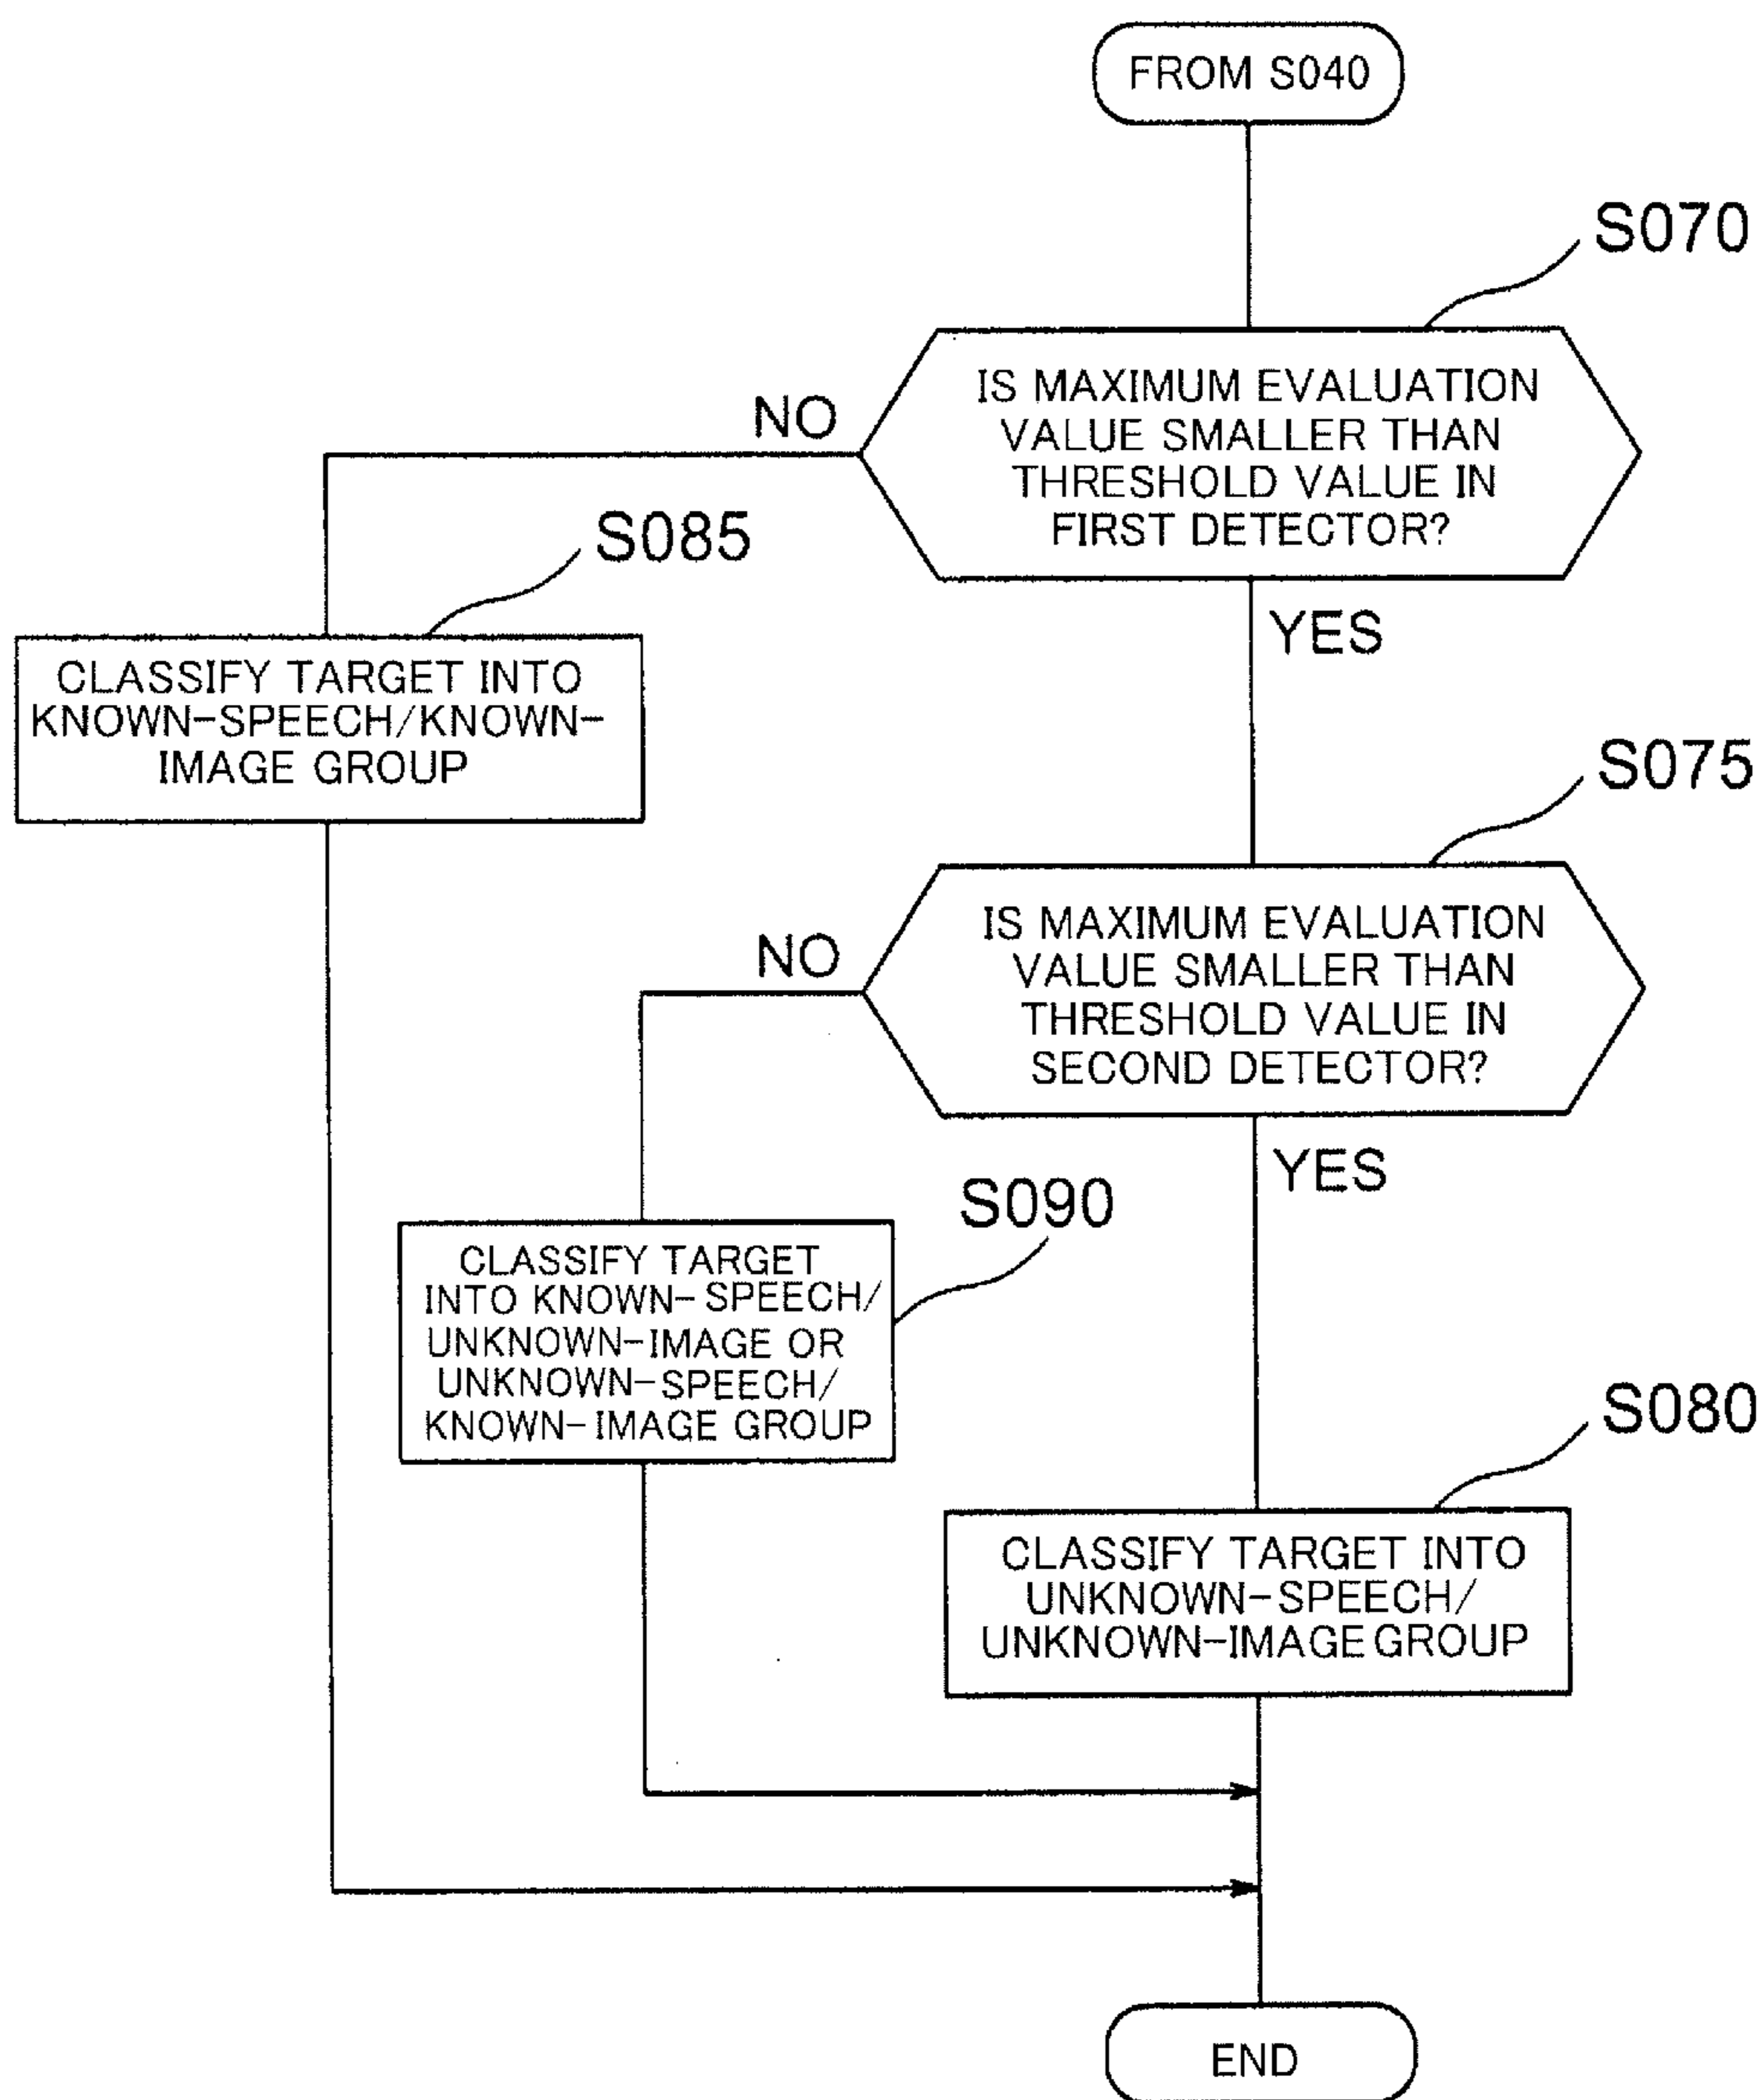 FROM S040
S070
IS MAXIMUM EVALUATION
VALUE SMALLER THAN
THRESHOLD VALUE IN
FIRST DETECTOR?
NO
YES
S085
CLASSIFY TARGET INTO
KNOWN-SPEECH/KNOWN-
IMAGE GROUP
S075
IS MAXIMUM EVALUATION
VALUE SMALLER THAN
THRESHOLD VALUE IN
SECOND DETECTOR?
NO
YES
S090
CLASSIFY TARGET
INTO KNOWN-SPEECH/
UNKNOWN-IMAGE OR
UNKNOWN-SPEECH/
KNOWN-IMAGE GROUP
S080
CLASSIFY TARGET INTO
UNKNOWN-SPEECH/
UNKNOWN-IMAGE GROUP
END